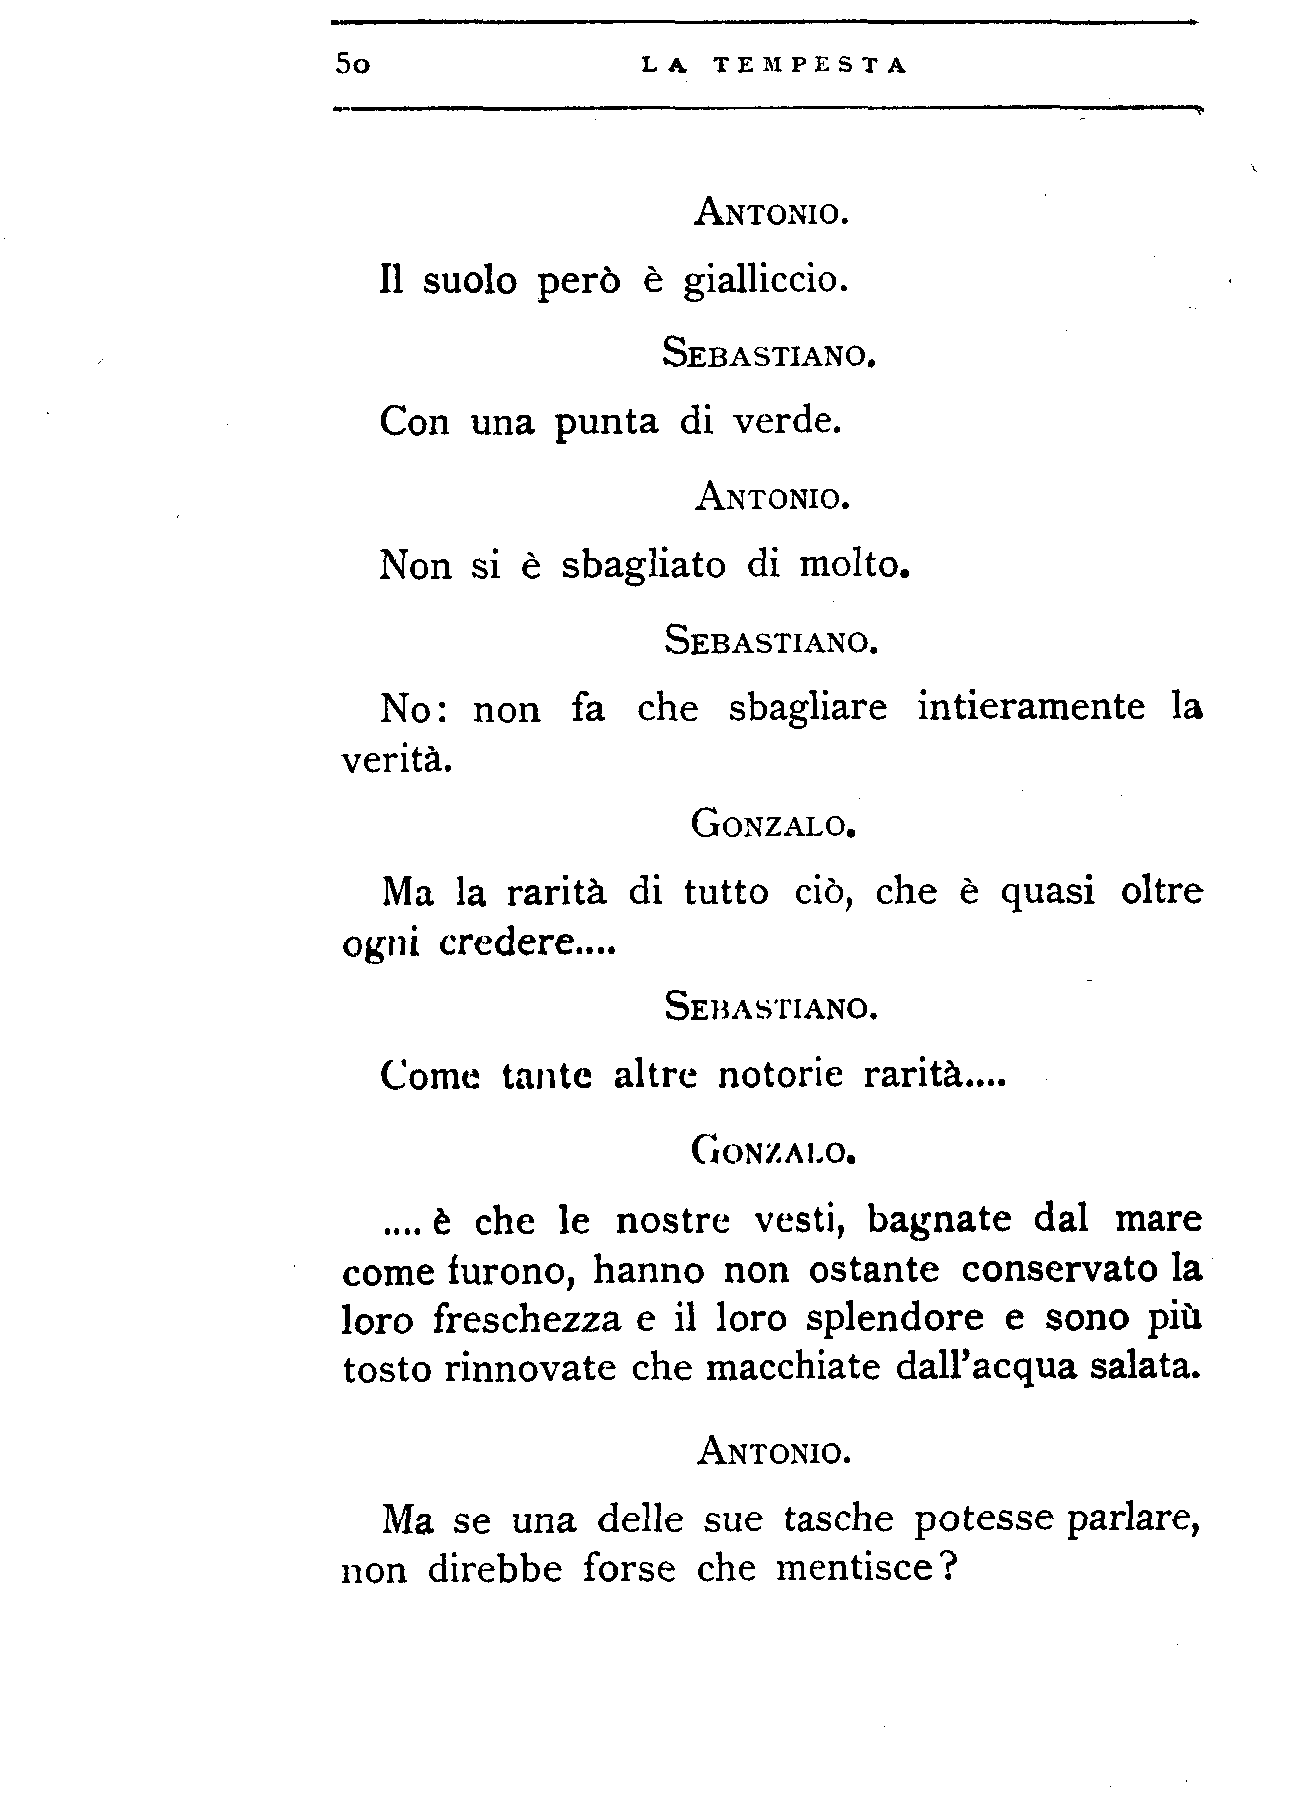 50 LA TEMPESTA
ANTONIO.
Il suolo però è gialliccio.
SEBASTIANO.
Con una punta di verde.
ANTONIO.
Non si è sbagliato di molto.
SEBASTIANO.
No: non fa che sbagliare intieramente la
verità.
GONZALO.
Ma la rarità di tutto ciò, che è quasi oltre
ogni credere....
SEBASTIANO.
Come tante altre notorie rarità....
GONZALO.
.... è che le nostre vesti, bagnate dal mare
come furono, hanno non ostante conservato la
loro freschezza e il loro splendore e sono più
tosto rinnovate che macchiate dall'acqua salata.
ANTONIO.
Ma se una delle sue tasche potesse parlare,
non direbbe forse che mentisce?